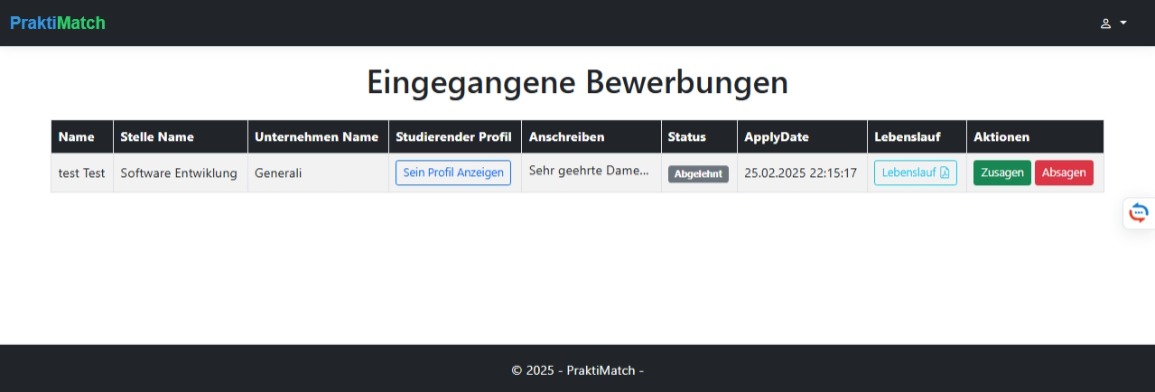 PraktiMatch
Eingegangene Bewerbungen
Name Stelle Name Unternehmen Name Studierender Profil Anschreiben Status ApplyDate Lebenslauf Aktionen
test Test Software Entwiklung Generali Sein Profil Anzeigen Sehr geehrte Dame... Abgelehnt 25.02.2025 22:15:17 Lebenslauf Zusagen Absagen
© 2025 - PraktiMatch -